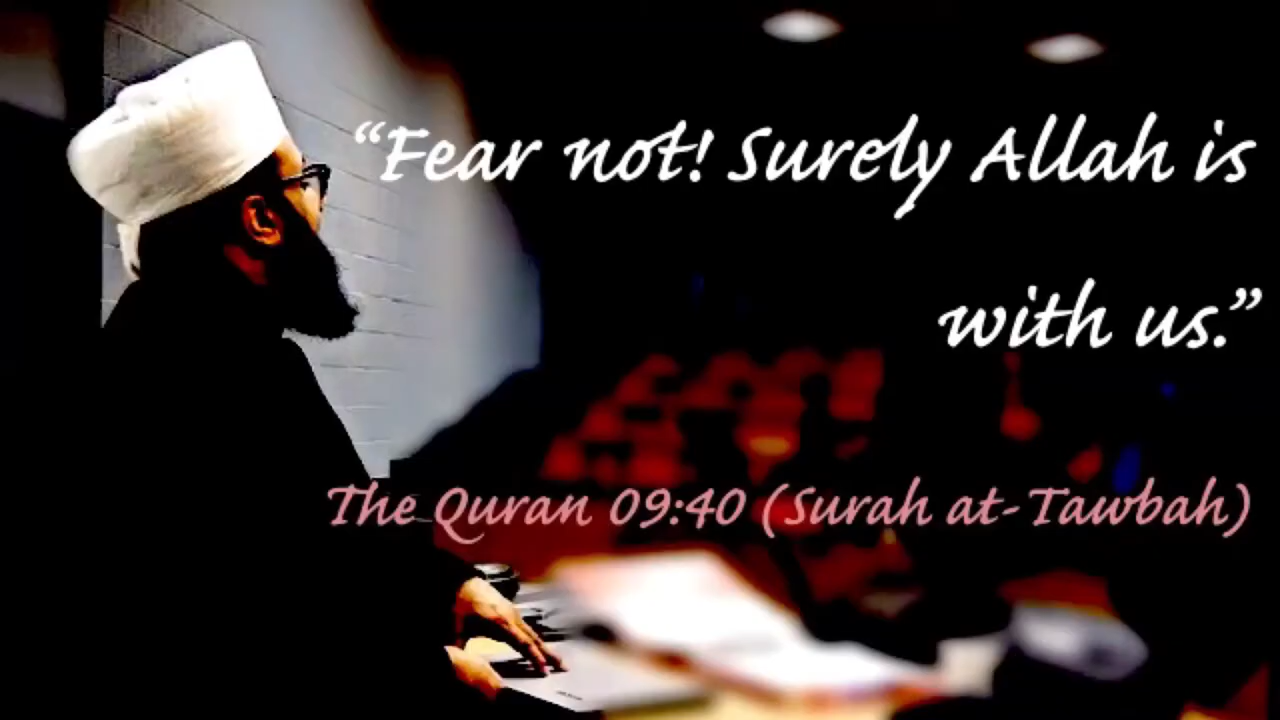 “Fear not! Surely Allah is
with us.”
The Quran 09:40 (Surah at-Tawbah)